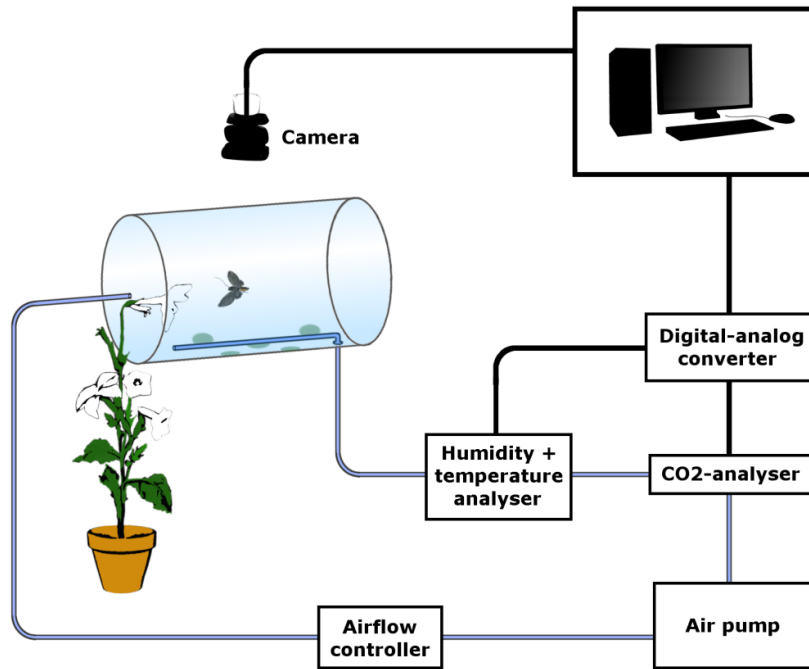 Camera
Digital-analog
converter
Humidity +
temperature
analyser
CO2-analyser
Airflow
controller
Air pump